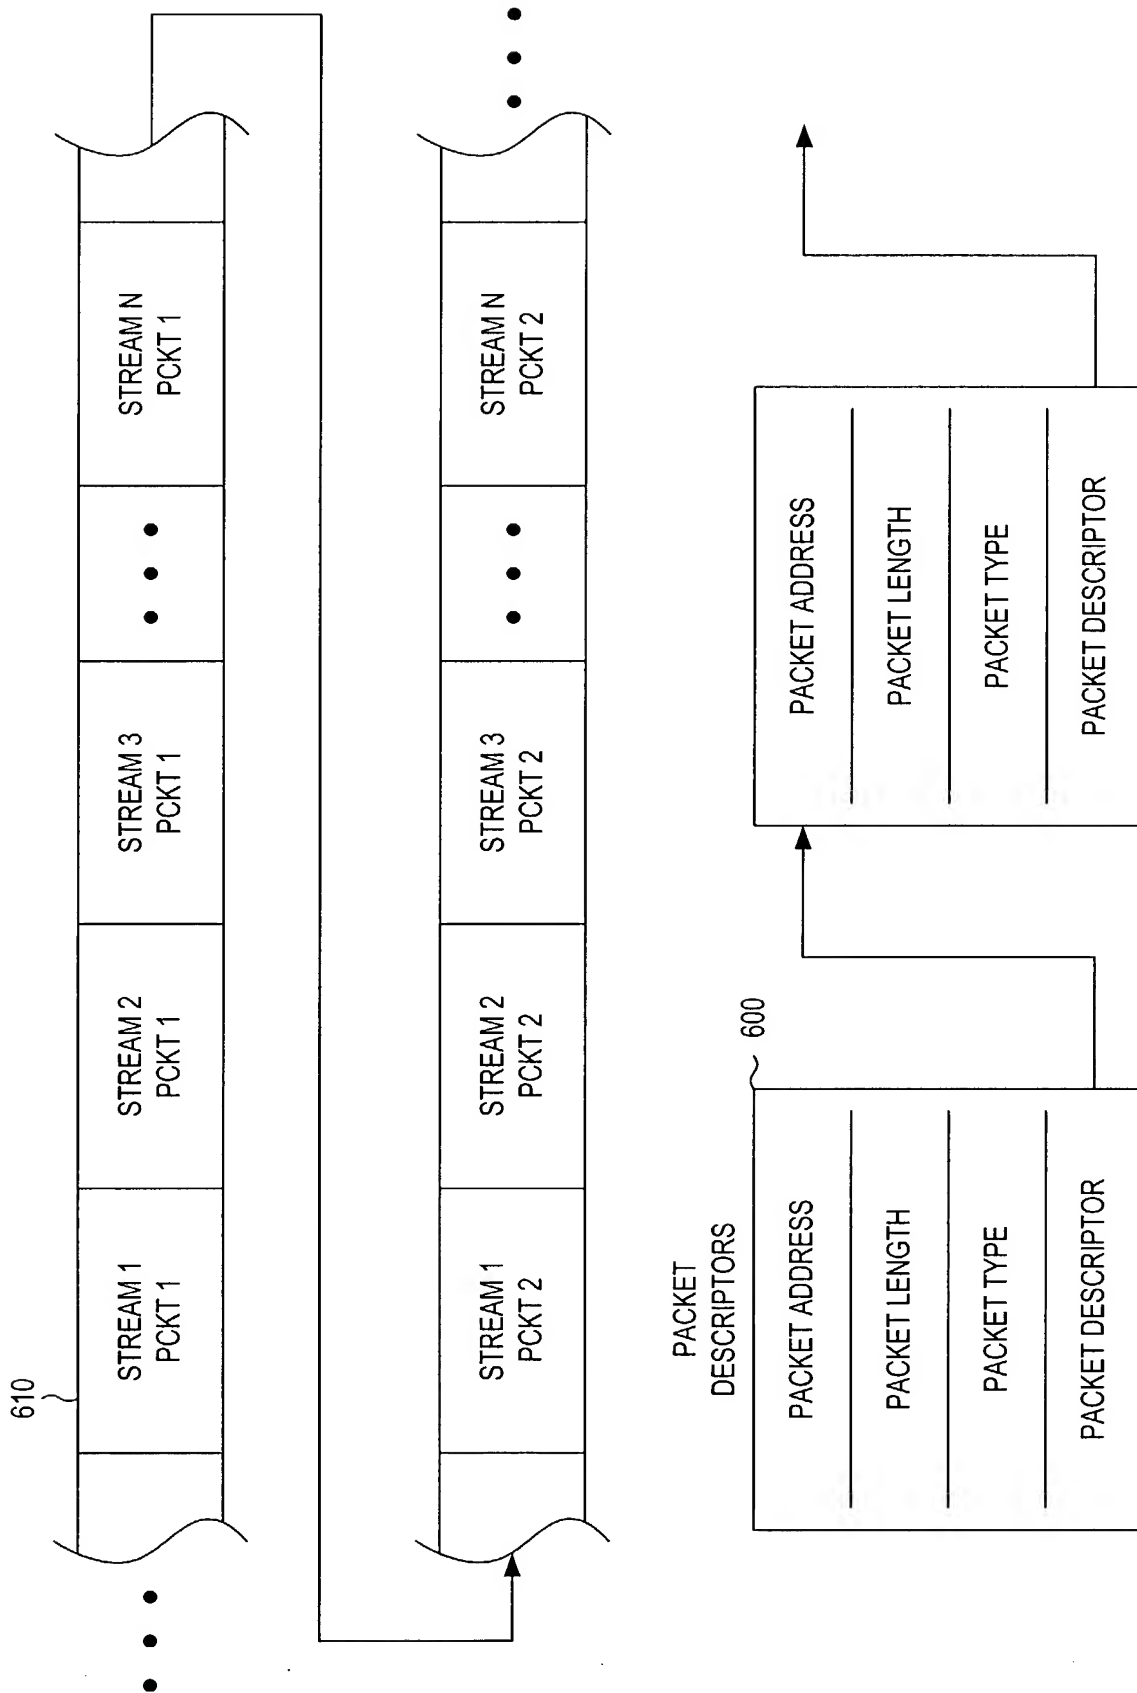 610
STREAM 1
PCKT 1
STREAM 2
PCKT 1
STREAM 3
PCKT 1
STREAM N
PCKT 1
STREAM 1
PCKT 2
STREAM 2
PCKT 2
STREAM 3
PCKT 2
STREAM N
PCKT 2
PACKET
DESCRIPTORS
600
PACKET ADDRESS
PACKET LENGTH
PACKET TYPE
PACKET DESCRIPTOR
PACKET ADDRESS
PACKET LENGTH
PACKET TYPE
PACKET DESCRIPTOR